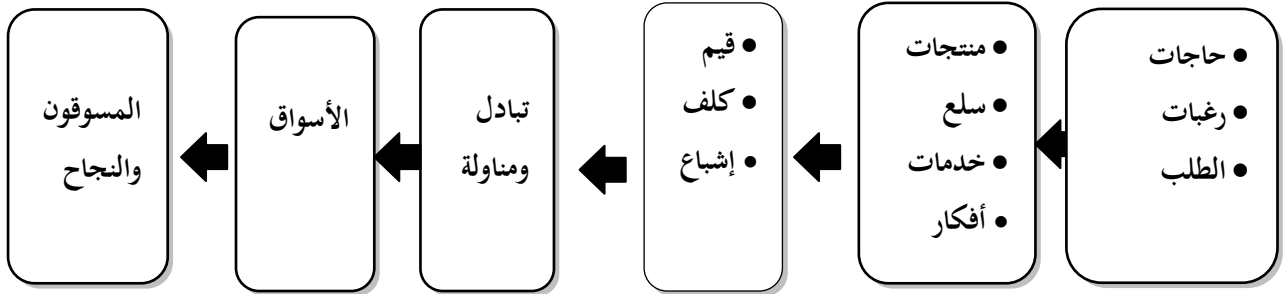 • حاجات
• رغبات
• الطلب
• منتجات
• سلع
• خدمات
• أفكار
• قيم
• كلف
• إشباع
تبادل
ومناولة
الأسواق
المسوقون
والنجاح